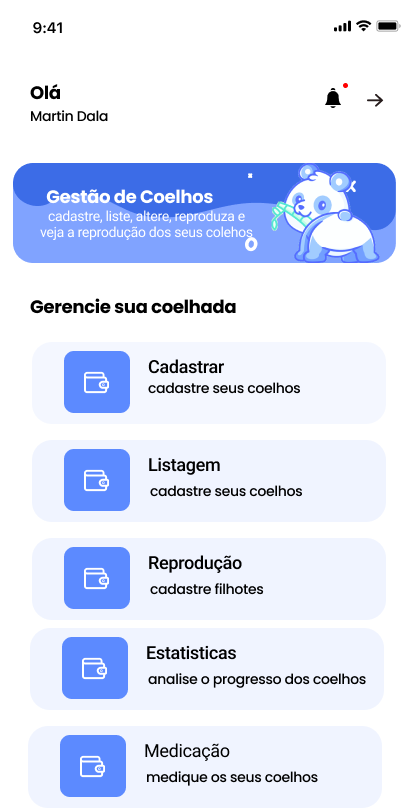 9:41
Olá
Martin Dala
Gestão de Coelhos
cadastre, liste, altere, reproduza e
veja a reprodução dos seus colehos
Gerencie sua coelhada
Cadastrar
cadastre seus coelhos
Listagem
cadastre seus coelhos
Reprodução
cadastre filhotes
Estatisticas
analise o progresso dos coelhos
Medicação
medique os seus coelhos